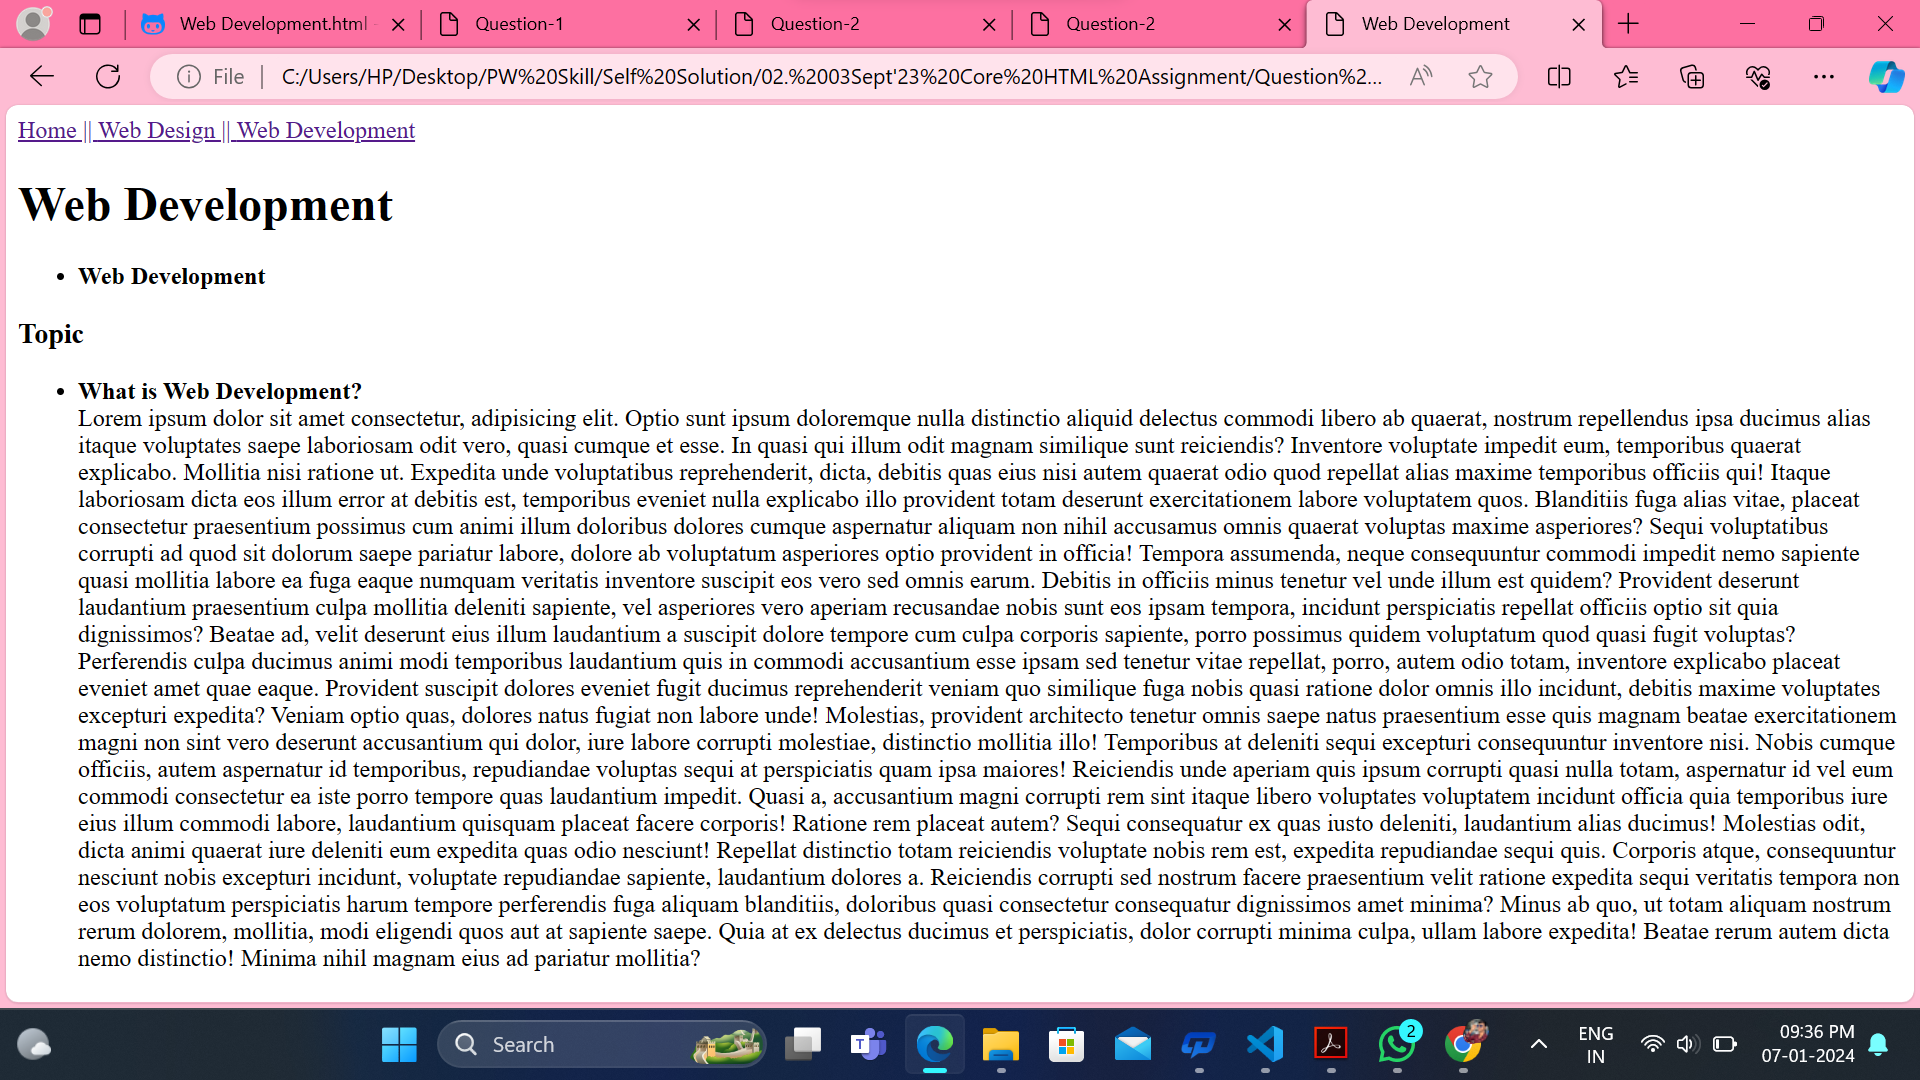 Web Development.html -
Question-1
Question-2
Question-2
Web Development
File
C:/Users/HP/Desktop/PW%20Skill/Self%20Solution/02.%2003Sept'23%20Core%20HTML%20Assignment/Question%2...
Home || Web Design || Web Development
Web Development
• Web Development
Topic
• What is Web Development?
Lorem ipsum dolor sit amet consectetur, adipisicing elit. Optio sunt ipsum doloremque nulla distinctio aliquid delectus commodi libero ab quaerat, nostrum repellendus ipsa ducimus alias
itaque voluptates saepe laboriosam odit vero, quasi cumque et esse. In quasi qui illum odit magnam similique sunt reiciendis? Inventore voluptate impedit eum, temporibus quaerat
explicabo. Mollitia nisi ratione ut. Expedita unde voluptatibus reprehenderit, dicta, debitis quas eius nisi autem quaerat odio quod repellat alias maxime temporibus officiis qui! Itaque
laboriosam dicta eos illum error at debitis est, temporibus eveniet nulla explicabo illo provident totam deserunt exercitationem labore voluptatem quos. Blanditiis fuga alias vitae, placeat
consectetur praesentium possimus cum animi illum doloribus dolores cumque aspernatur aliquam non nihil accusamus omnis quaerat voluptas maxime asperiores? Sequi voluptatibus
corrupti ad quod sit dolorum saepe pariatur labore, dolore ab voluptatum asperiores optio provident in officia! Tempora assumenda, neque consequuntur commodi impedit nemo sapiente
quasi mollitia labore ea fuga eaque numquam veritatis inventore suscipit eos vero sed omnis earum. Debitis in officiis minus tenetur vel unde illum est quidem? Provident deserunt
laudantium praesentium culpa mollitia deleniti sapiente, vel asperiores vero aperiam recusandae nobis sunt eos ipsam tempora, incidunt perspiciatis repellat officiis optio sit quia
dignissimos? Beatae ad, velit deserunt eius illum laudantium a suscipit dolore tempore cum culpa corporis sapiente, porro possimus quidem voluptatum quod quasi fugit voluptas?
Perferendis culpa ducimus animi modi temporibus laudantium quis in commodi accusantium esse ipsam sed tenetur vitae repellat, porro, autem odio totam, inventore explicabo placeat
eveniet amet quae eaque. Provident suscipit dolores eveniet fugit ducimus reprehenderit veniam quo similique fuga nobis quasi ratione dolor omnis illo incidunt, debitis maxime voluptates
excepturi expedita? Veniam optio quas, dolores natus fugiat non labore unde! Molestias, provident architecto tenetur omnis saepe natus praesentium esse quis magnam beatae exercitationem
magni non sint vero deserunt accusantium qui dolor, iure labore corrupti molestiae, distinctio mollitia illo! Temporibus at deleniti sequi excepturi consequuntur inventore nisi. Nobis cumque
officiis, autem aspernatur id temporibus, repudiandae voluptas sequi at perspiciatis quam ipsa maiores! Reiciendis unde aperiam quis ipsum corrupti quasi nulla totam, aspernatur id vel eum
commodi consectetur ea iste porro tempore quas laudantium impedit. Quasi a, accusantium magni corrupti rem sint itaque libero voluptates voluptatem incidunt officia quia temporibus iure
eius illum commodi labore, laudantium quisquam placeat facere corporis! Ratione rem placeat autem? Sequi consequatur ex quas iusto deleniti, laudantium alias ducimus! Molestias odit,
dicta animi quaerat iure deleniti eum expedita quas odio nesciunt! Repellat distinctio totam reiciendis voluptate nobis rem est, expedita repudiandae sequi quis. Corporis atque, consequuntur
nesciunt nobis excepturi incidunt, voluptate repudiandae sapiente, laudantium dolores a. Reiciendis corrupti sed nostrum facere praesentium velit ratione expedita sequi veritatis tempora non
eos voluptatum perspiciatis harum tempore perferendis fuga aliquam blanditiis, doloribus quasi consectetur consequatur dignissimos amet minima? Minus ab quo, ut totam aliquam nostrum
rerum dolorem, mollitia, modi eligendi quos aut at sapiente saepe. Quia at ex delectus ducimus et perspiciatis, dolor corrupti minima culpa, ullam labore expedita! Beatae rerum autem dicta
nemo distinctio! Minima nihil magnam eius ad pariatur mollitia?
Search
2
ENG
IN
09:36 PM
07-01-2024